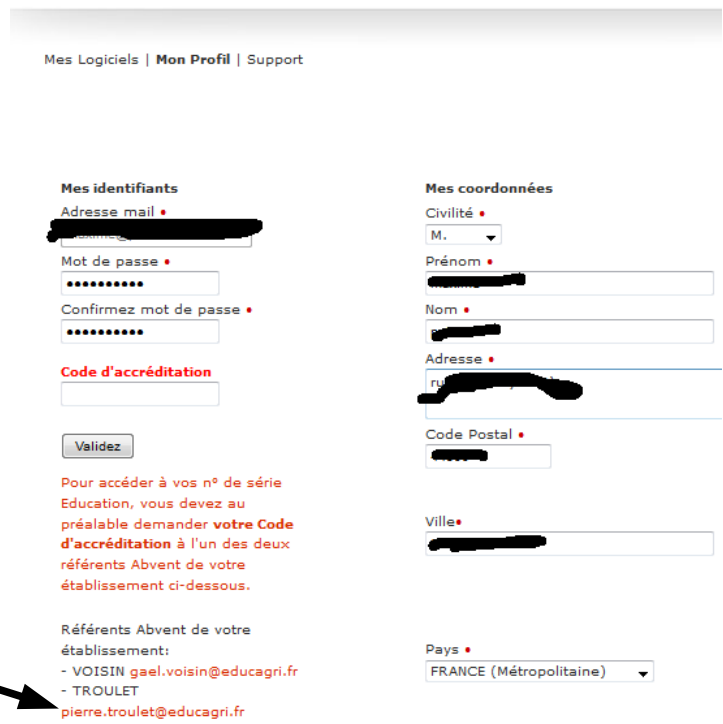 Mes Logiciels | Mon Profil | Support
Mes identifiants
Adresse mail •
Mot de passe •
••••••••••
Confirmez mot de passe •
••••••••••
Code d'accréditation
Validez
Pour accéder à vos n° de série
Education, vous devez au
préalable demander votre Code
d'accréditation à l'un des deux
référents Abvent de votre
établissement ci-dessous.
Référents Abvent de votre
établissement:
- VOISIN gael.voisin@educagri.fr
- TROULET
pierre.troulet@educagri.fr
Mes coordonnées
Civilité •
M.
Prénom •
Nom •
Adresse •
Code Postal •
Ville•
Pays •
FRANCE (Métropolitaine)